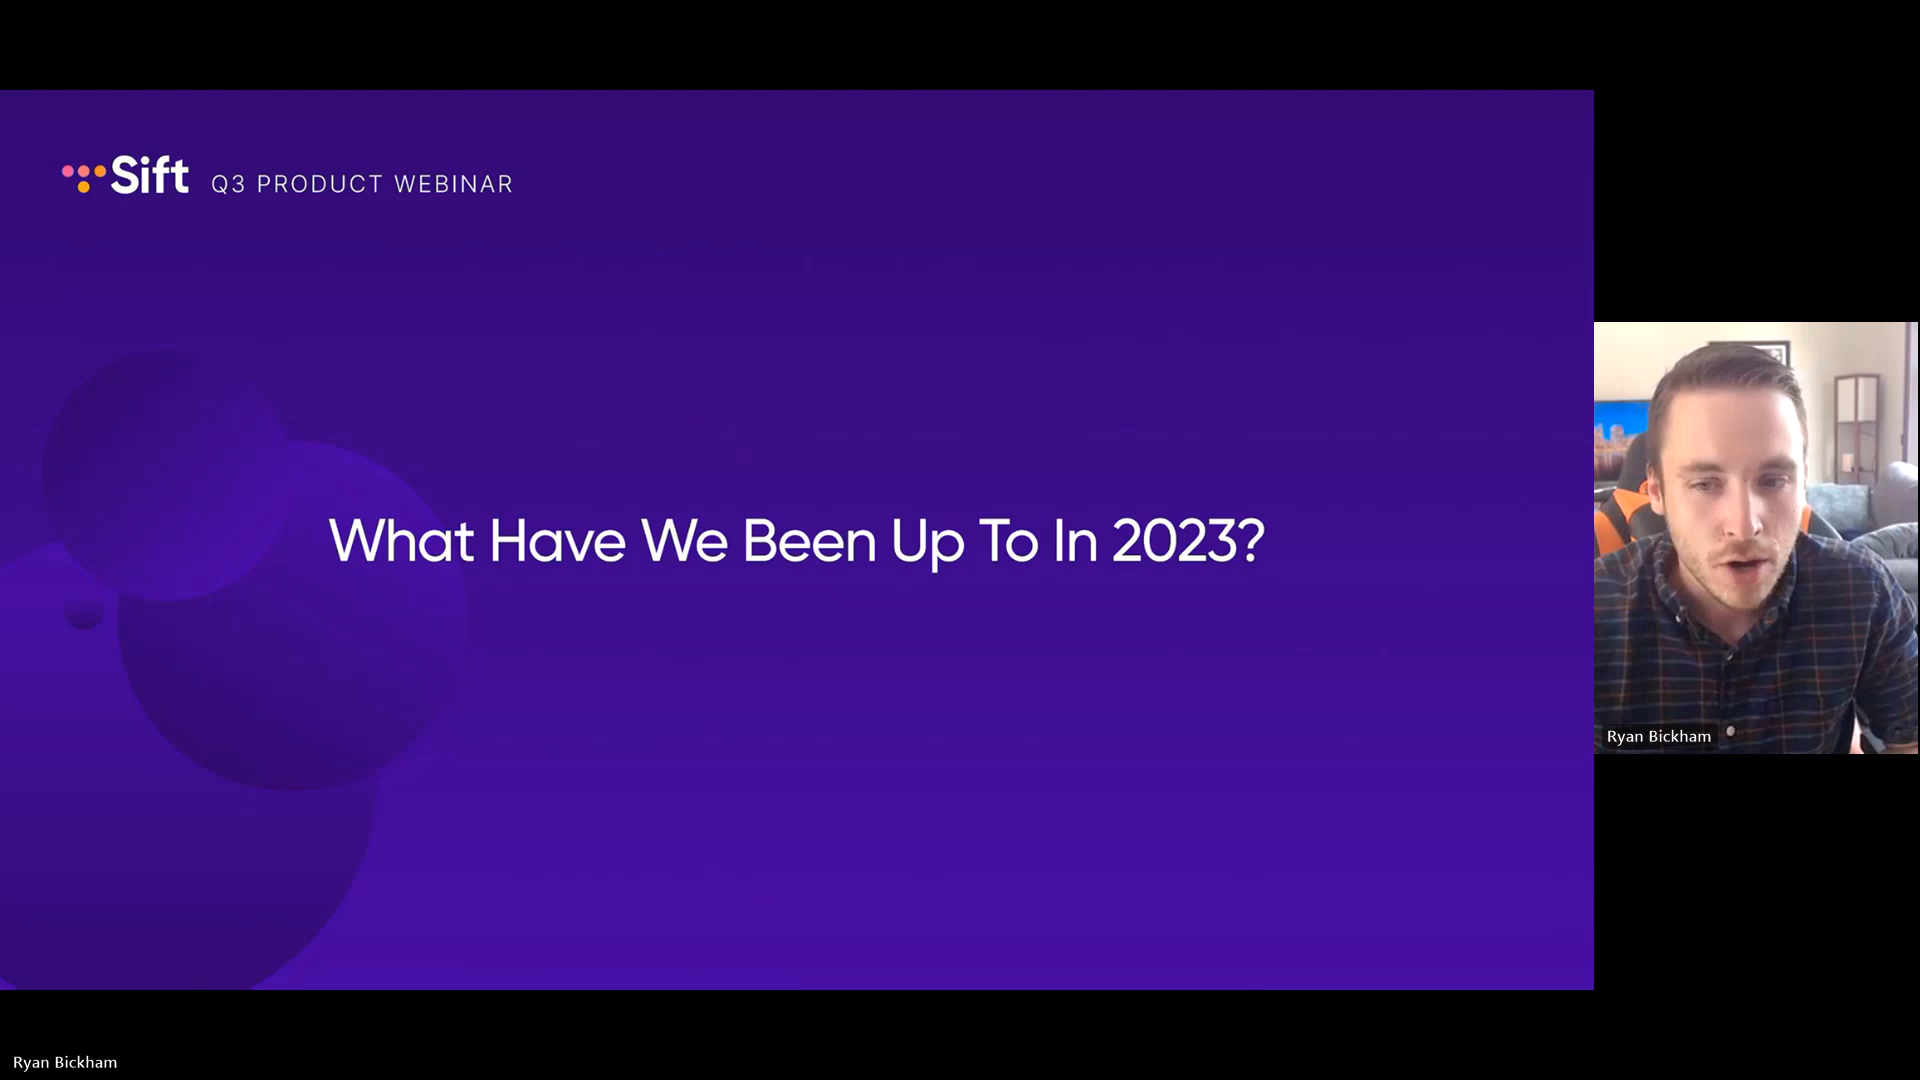 Sift Q3 PRODUCT WEBINAR
What Have We Been Up To In 2023?
Ryan Bickham
Ryan Bickham